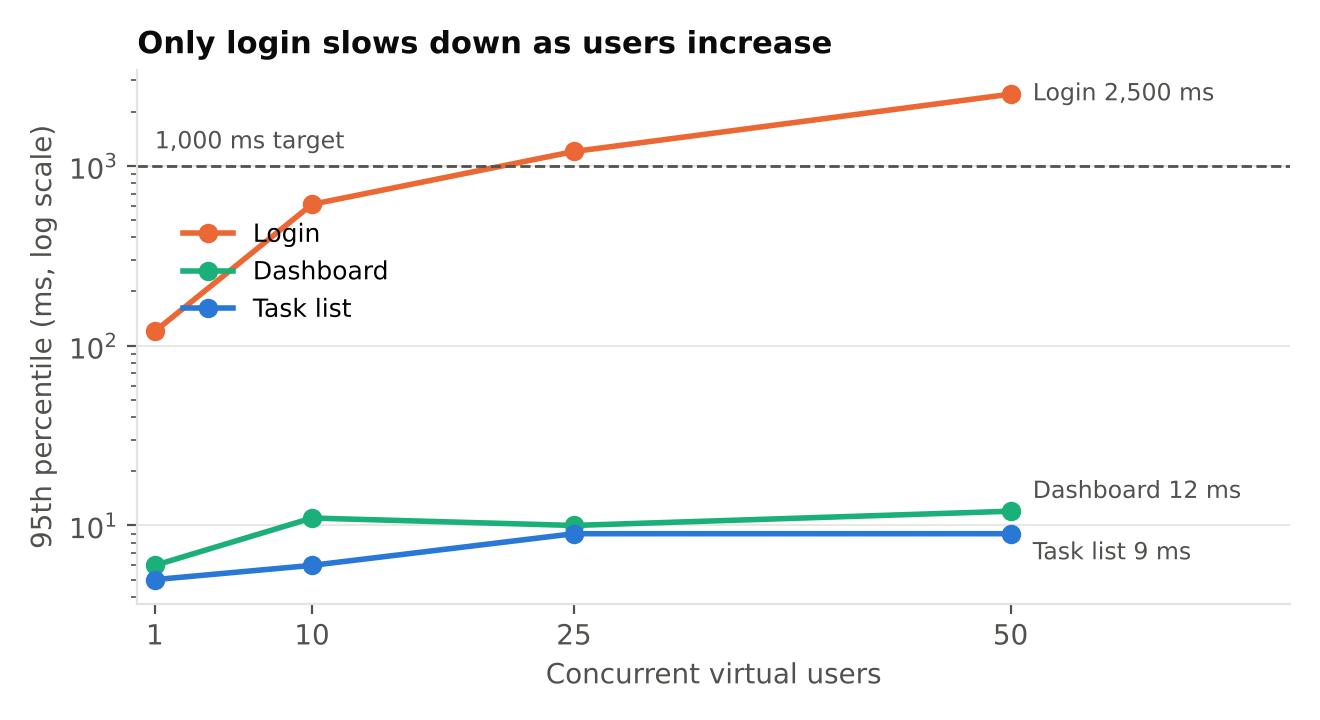 Only login slows down as users increase
Login 2,500 ms
1,000 ms target
10³
Login
Dashboard
Task list
10²
Dashboard 12 ms
10¹
Task list 9 ms
95th percentile (ms, log scale)
1 10 25 50
Concurrent virtual users